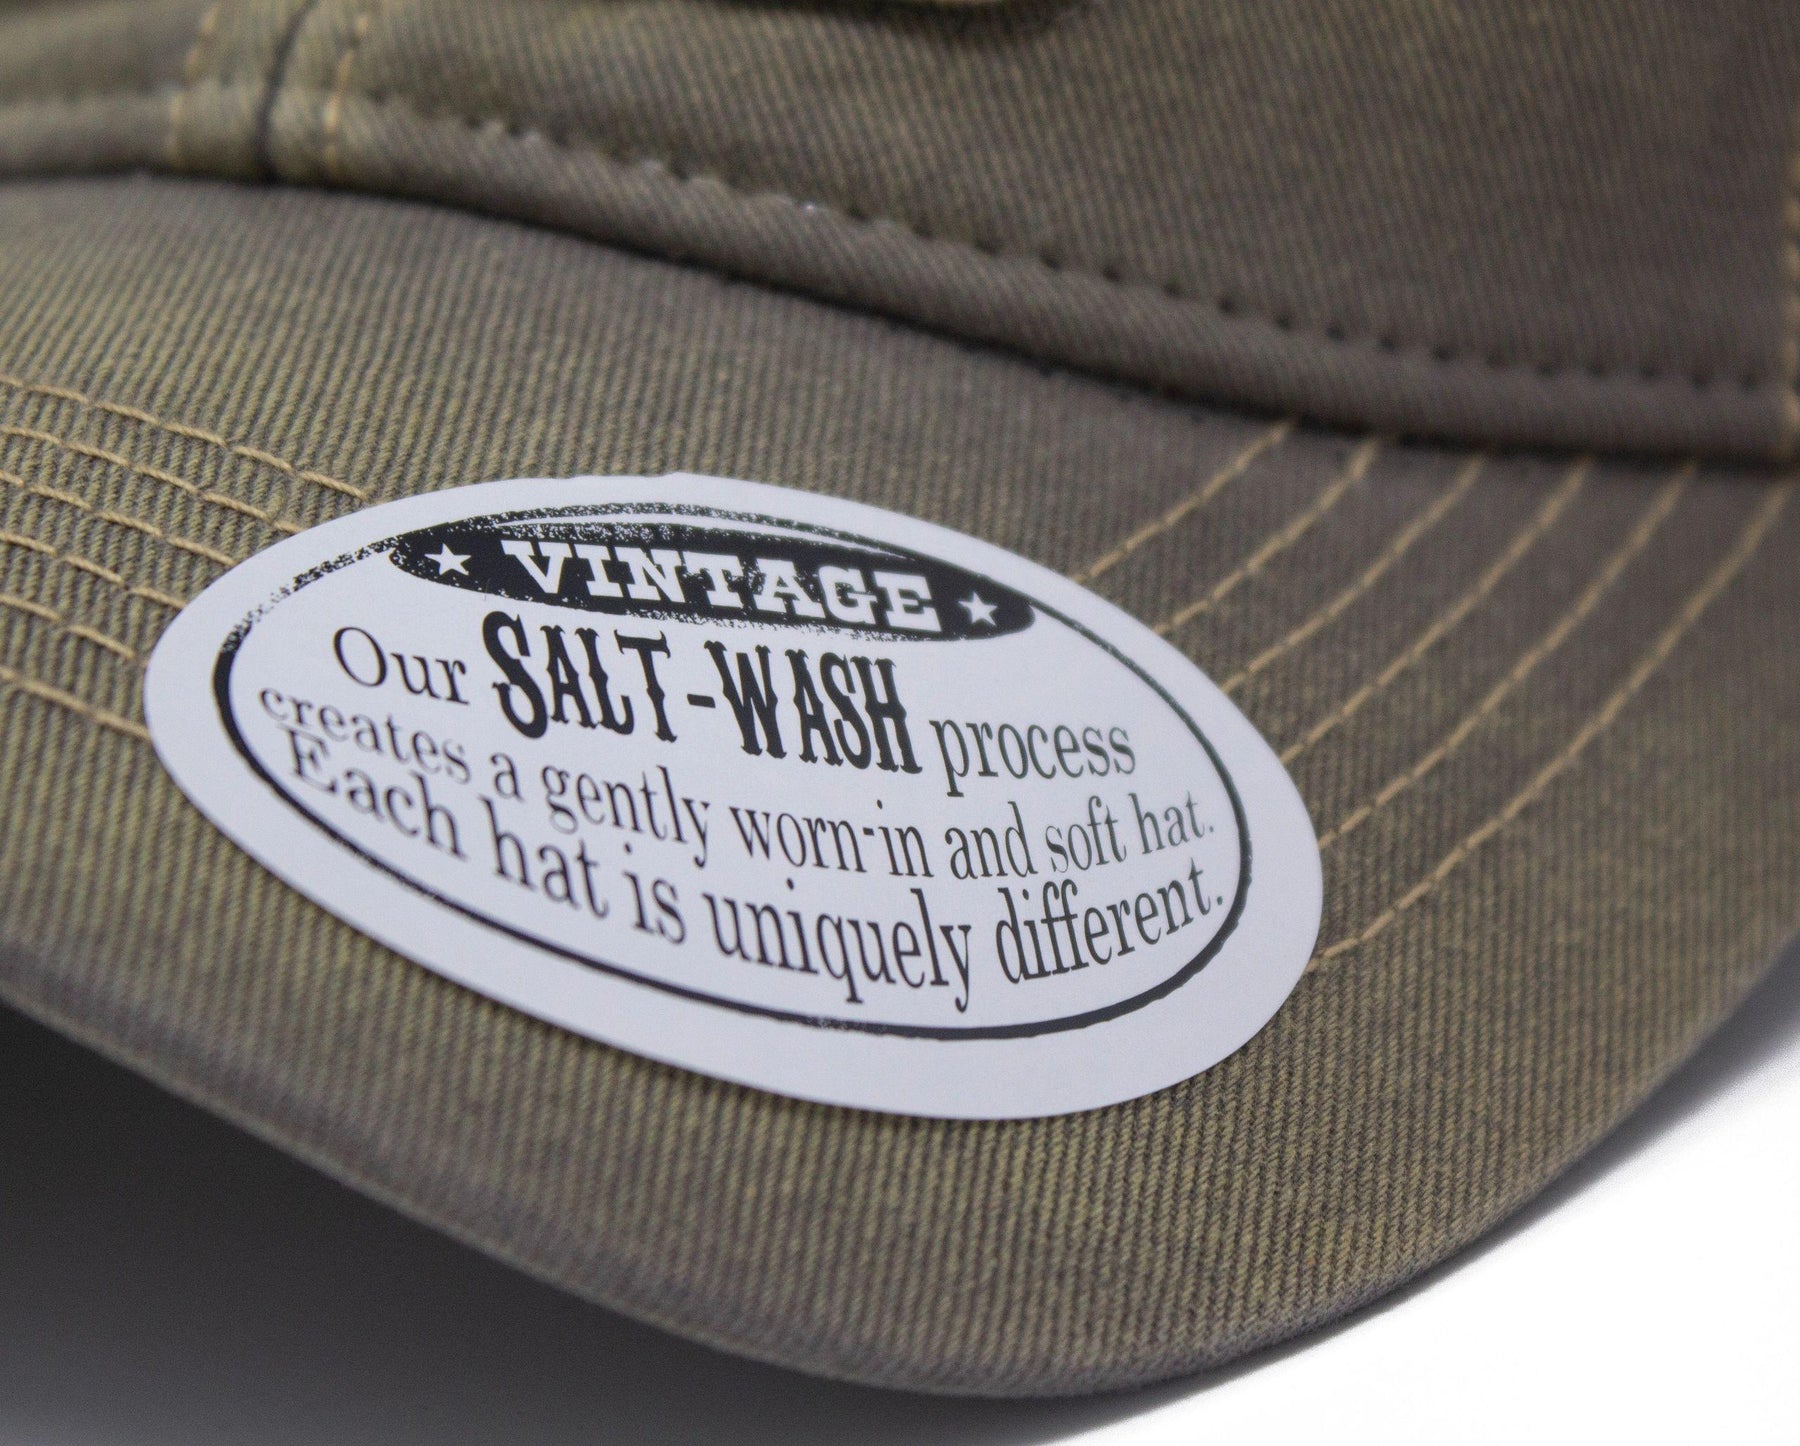 VINTAGE
Our SALT-WASH process
creates a gently worn-in and soft hat.
Each hat is uniquely different.